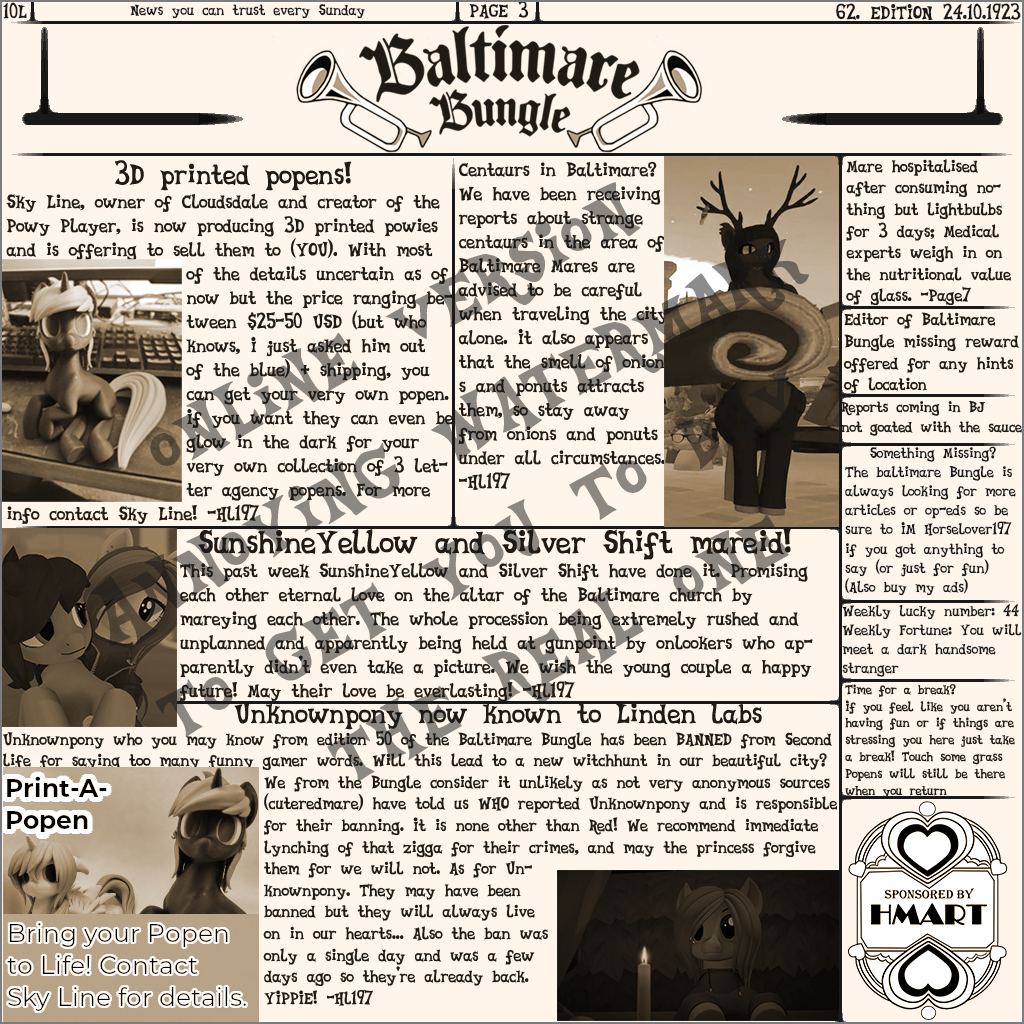 10L
News you can trust every Sunday
PAGE 3
62. EDITION 24.10.1923
Baltimare
Bungle
3D printed popens!
Sky Line, owner of Cloudsdale and creator of the
Powy Player, is now producing 3D printed powies
and is offering to sell them to (YOU). With most
of the details uncertain as of
now but the price ranging be-
tween $25-50 USD (but who
knows, i just asked him out
of the blue) + shipping, you
can get your very own popen.
if you want they can even be
glow in the dark for your
very own collection of 3 let-
ter agency popens. For more
info contact Sky Line! -HL197
Centaurs in Baltimare?
We have been receiving
reports about strange
centaurs in the area of
Baltimare Mares are
advised to be careful
when traveling the city
alone. it also appears
that the smell of onion
s and ponuts attracts
them, so stay away
from onions and ponuts
under all circumstances.
-HL197
SunshineYellow and Silver Shift mareid!
This past week SunshineYellow and Silver Shift have done it. Promising
each other eternal love on the altar of the Baltimare church by
mareying each other. The whole procession being extremely rushed and
unplanned and apparently being held at gunpoint by onlookers who ap-
parently didn't even take a picture. We wish the young couple a happy
future! May their love be everlasting! -HL197
Unknownpony now known to Linden Labs
Unknownpony who you may know from edition 50 of the Baltimare Bungle has been BANNED from Second
Life for saying too many funny gamer words. Will this lead to a new witchhunt in our beautiful city?
We from the Bungle consider it unlikely as not very anonymous sources
(cuteredmare) have told us WHO reported Unknownpony and is responsible
for their banning. it is none other than Red! We recommend immediate
lynching of that zigga for their crimes, and may the princess forgive
them for we will not. As for Un-
knownpony. They may have been
banned but they will always live
on in our hearts... Also the ban was
only a single day and was a few
days ago so they're already back.
YiPPiE! -HL197
Print-A-
Popen
Bring your Popen
to Life! Contact
Sky Line for details.
Mare hospitalised
after consuming no-
thing but lightbulbs
for 3 days; Medical
experts weigh in on
the nutritional value
of glass. -Page7
Editor of Baltimare
Bungle missing reward
offered for any hints
of location
Reports coming in BJ
not goated with the sauce
Something Missing?
The baltimare Bungle is
always looking for more
articles or op-eds so be
sure to iM Horselover197
if you got anything to
say (or just for fun)
(Also buy my ads)
Weekly lucky number: 44
Weekly Fortune: You will
meet a dark handsome
stranger
Time for a break?
if you feel like you aren't
having fun or if things are
stressing you here just take
a break! Touch some grass
Popens will still be there
when you return
SPONSORED BY
HMART
ONLiNE VERSiON
ANNOYiNG WATERMARK
To GET YOU To BUY
THE REAL ONE